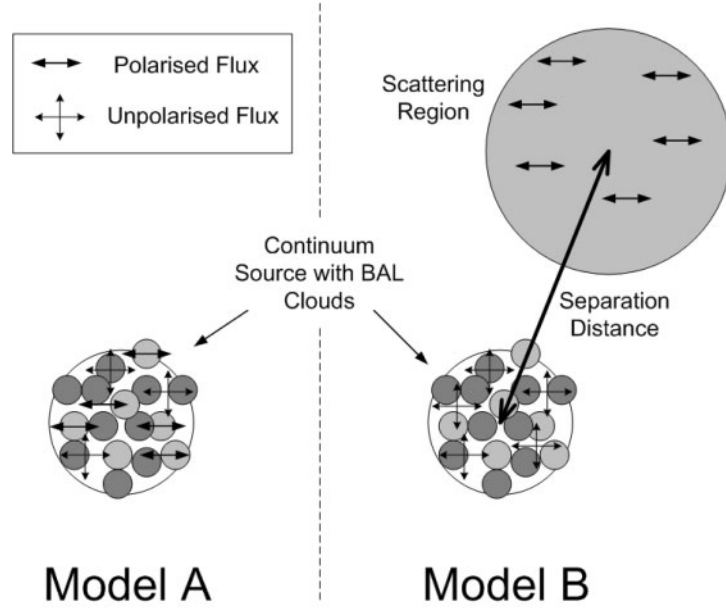 Polarised Flux
Unpolarised Flux
Scattering
Region
Continuum
Source with BAL
Clouds
Separation
Distance
Model A
Model B